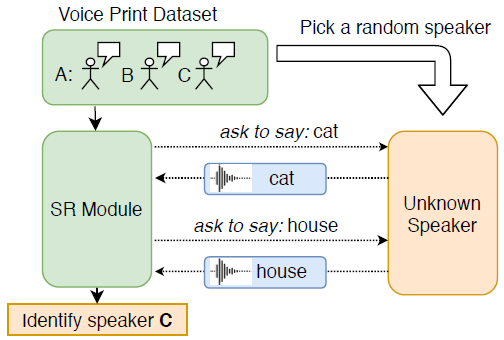 Voice Print Dataset
Pick a random speaker
A: B C
ask to say: cat
cat
SR Module
Unknown
Speaker
ask to say: house
house
Identify speaker C